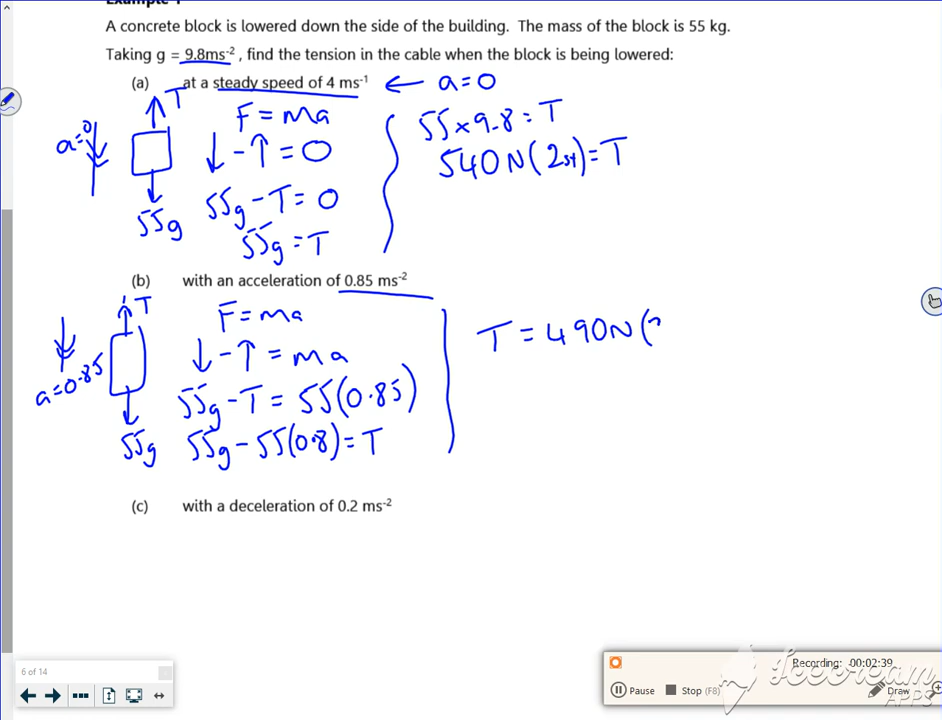 A concrete block is lowered down the side of the building. The mass of the block is 55 kg.
Taking g = 9.8ms⁻², find the tension in the cable when the block is being lowered:
(a) at a steady speed of 4 ms⁻¹ ← a=0
T
a=0
55g
F=ma
↓-↑=0
55g-T=0
55g=T
55×9.8=T
540N(2sf)=T
(b) with an acceleration of 0.85 ms⁻²
T
a=0.85
55g
F=ma
↓-↑=ma
55g-T=55(0.85)
55g-55(0.8)=T
T=490N(
(c) with a deceleration of 0.2 ms⁻²
6 of 14
Recording: -00:02:39
Pause Stop (F8) Draw
Icecream
APPS